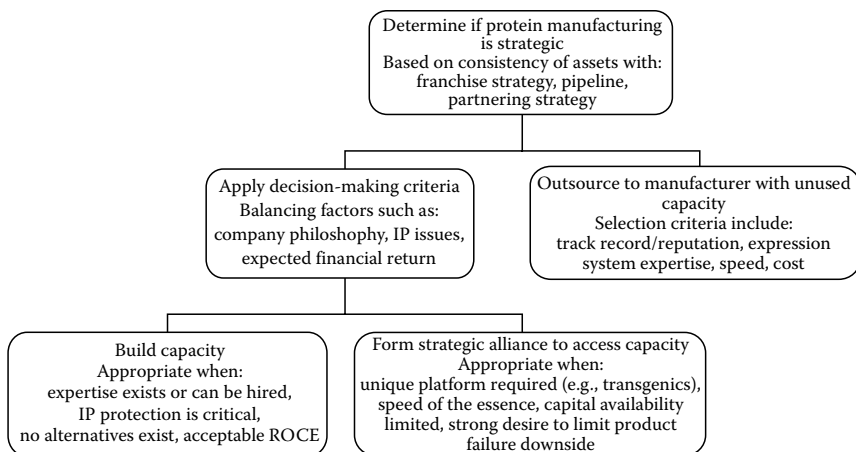 Determine if protein manufacturing
is strategic
Based on consistency of assets with:
franchise strategy, pipeline,
partnering strategy
Apply decision-making criteria
Balancing factors such as:
company philoshophy, IP issues,
expected financial return
Outsource to manufacturer with unused
capacity
Selection criteria include:
track record/reputation, expression
system expertise, speed, cost
Build capacity
Appropriate when:
expertise exists or can be hired,
IP protection is critical,
no alternatives exist, acceptable ROCE
Form strategic alliance to access capacity
Appropriate when:
unique platform required (e.g., transgenics),
speed of the essence, capital availability
limited, strong desire to limit product
failure downside